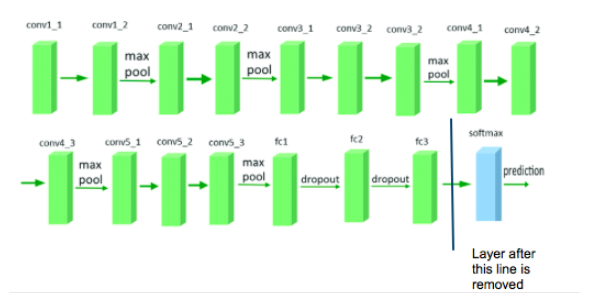 conv1_1 conv1_2 conv2_1 conv2_2 conv3_1 conv3_2 conv3_2 conv4_1 conv4_2
max
pool
max
pool
max
pool
conv4_3 conv5_1 conv5_2 conv5_3 fc1 fc2 fc3 softmax
max
pool
max
pool
dropout
dropout
prediction
Layer after
this line is
removed